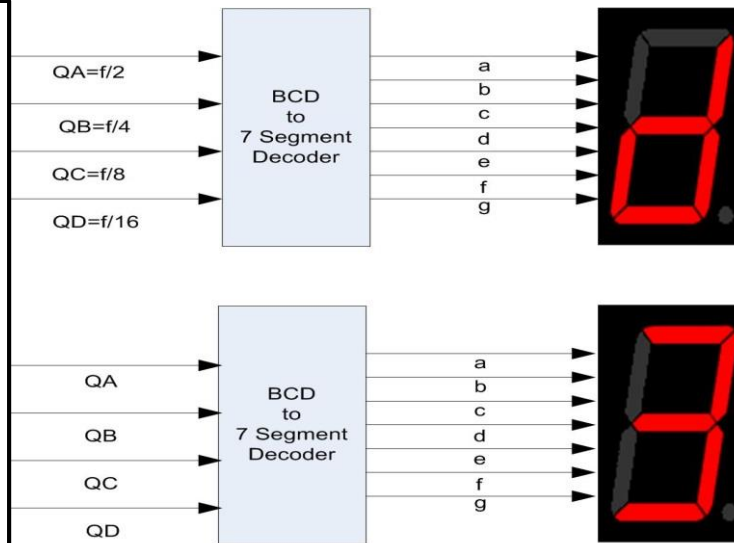 QA=f/2
QB=f/4
QC=f/8
QD=f/16
BCD
to
7 Segment
Decoder
a
b
c
d
e
f
g
QA
QB
QC
QD
BCD
to
7 Segment
Decoder
a
b
c
d
e
f
g